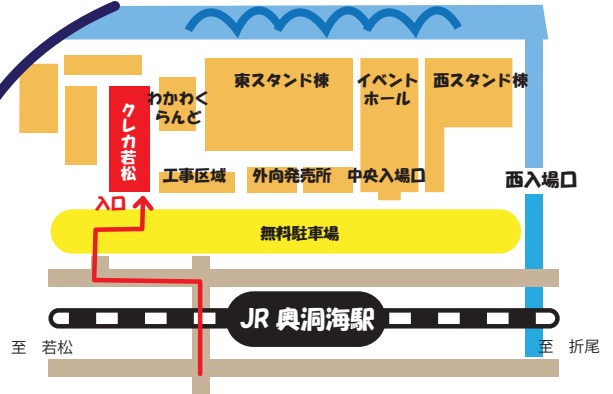 東スタンド棟
イベント
ホール
西スタンド棟
わかわく
らんど
クレカ若松
工事区域
外向発売所
中央入場口
西入場口
入口
無料駐車場
JR 奥洞海駅
至 若松
至 折尾